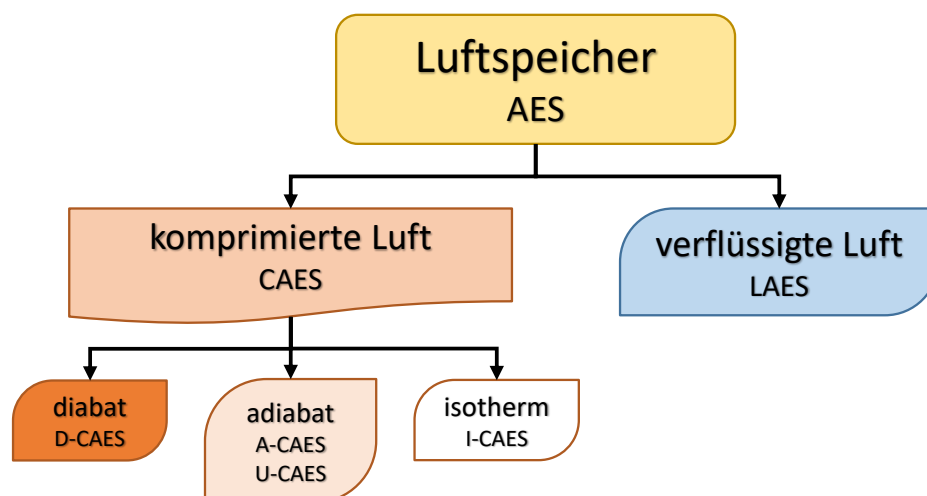 Luftspeicher
AES
komprimierte Luft
CAES
verflüssigte Luft
LAES
diabat
D-CAES
adiabat
A-CAES
U-CAES
isotherm
I-CAES